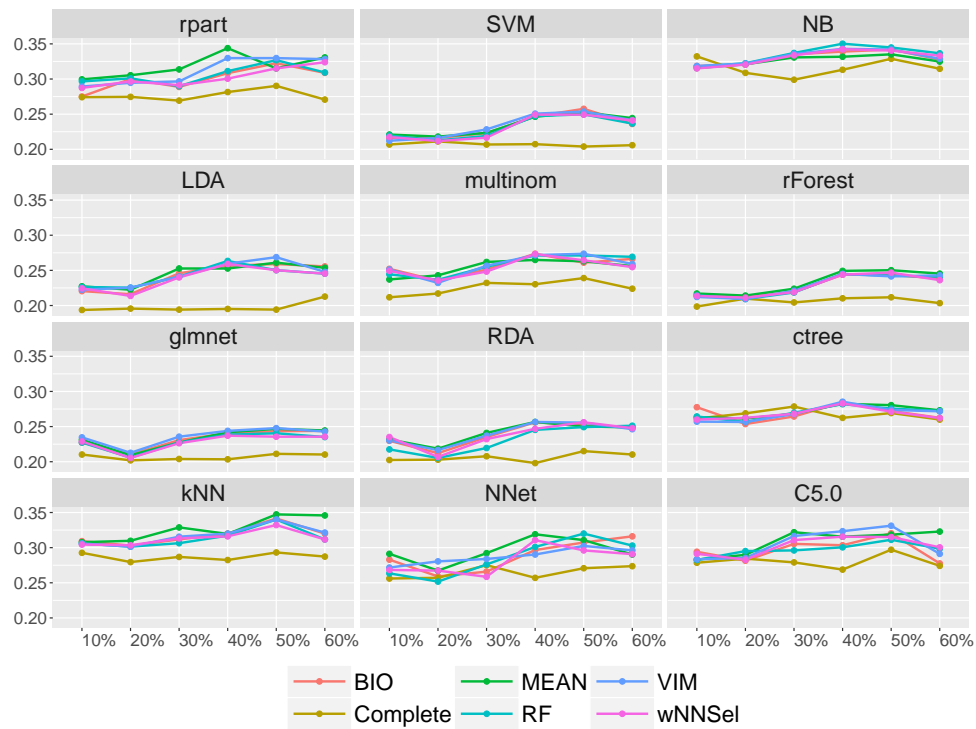 rpart SVM NB
0.35
0.30
0.25
0.20
LDA multinom rForest
0.35
0.30
0.25
0.20
glmnet RDA ctree
0.35
0.30
0.25
0.20
kNN NNet C5.0
0.35
0.30
0.25
0.20
10% 20% 30% 40% 50% 60% 10% 20% 30% 40% 50% 60% 10% 20% 30% 40% 50% 60%
BIO MEAN VIM
Complete RF wNNSel